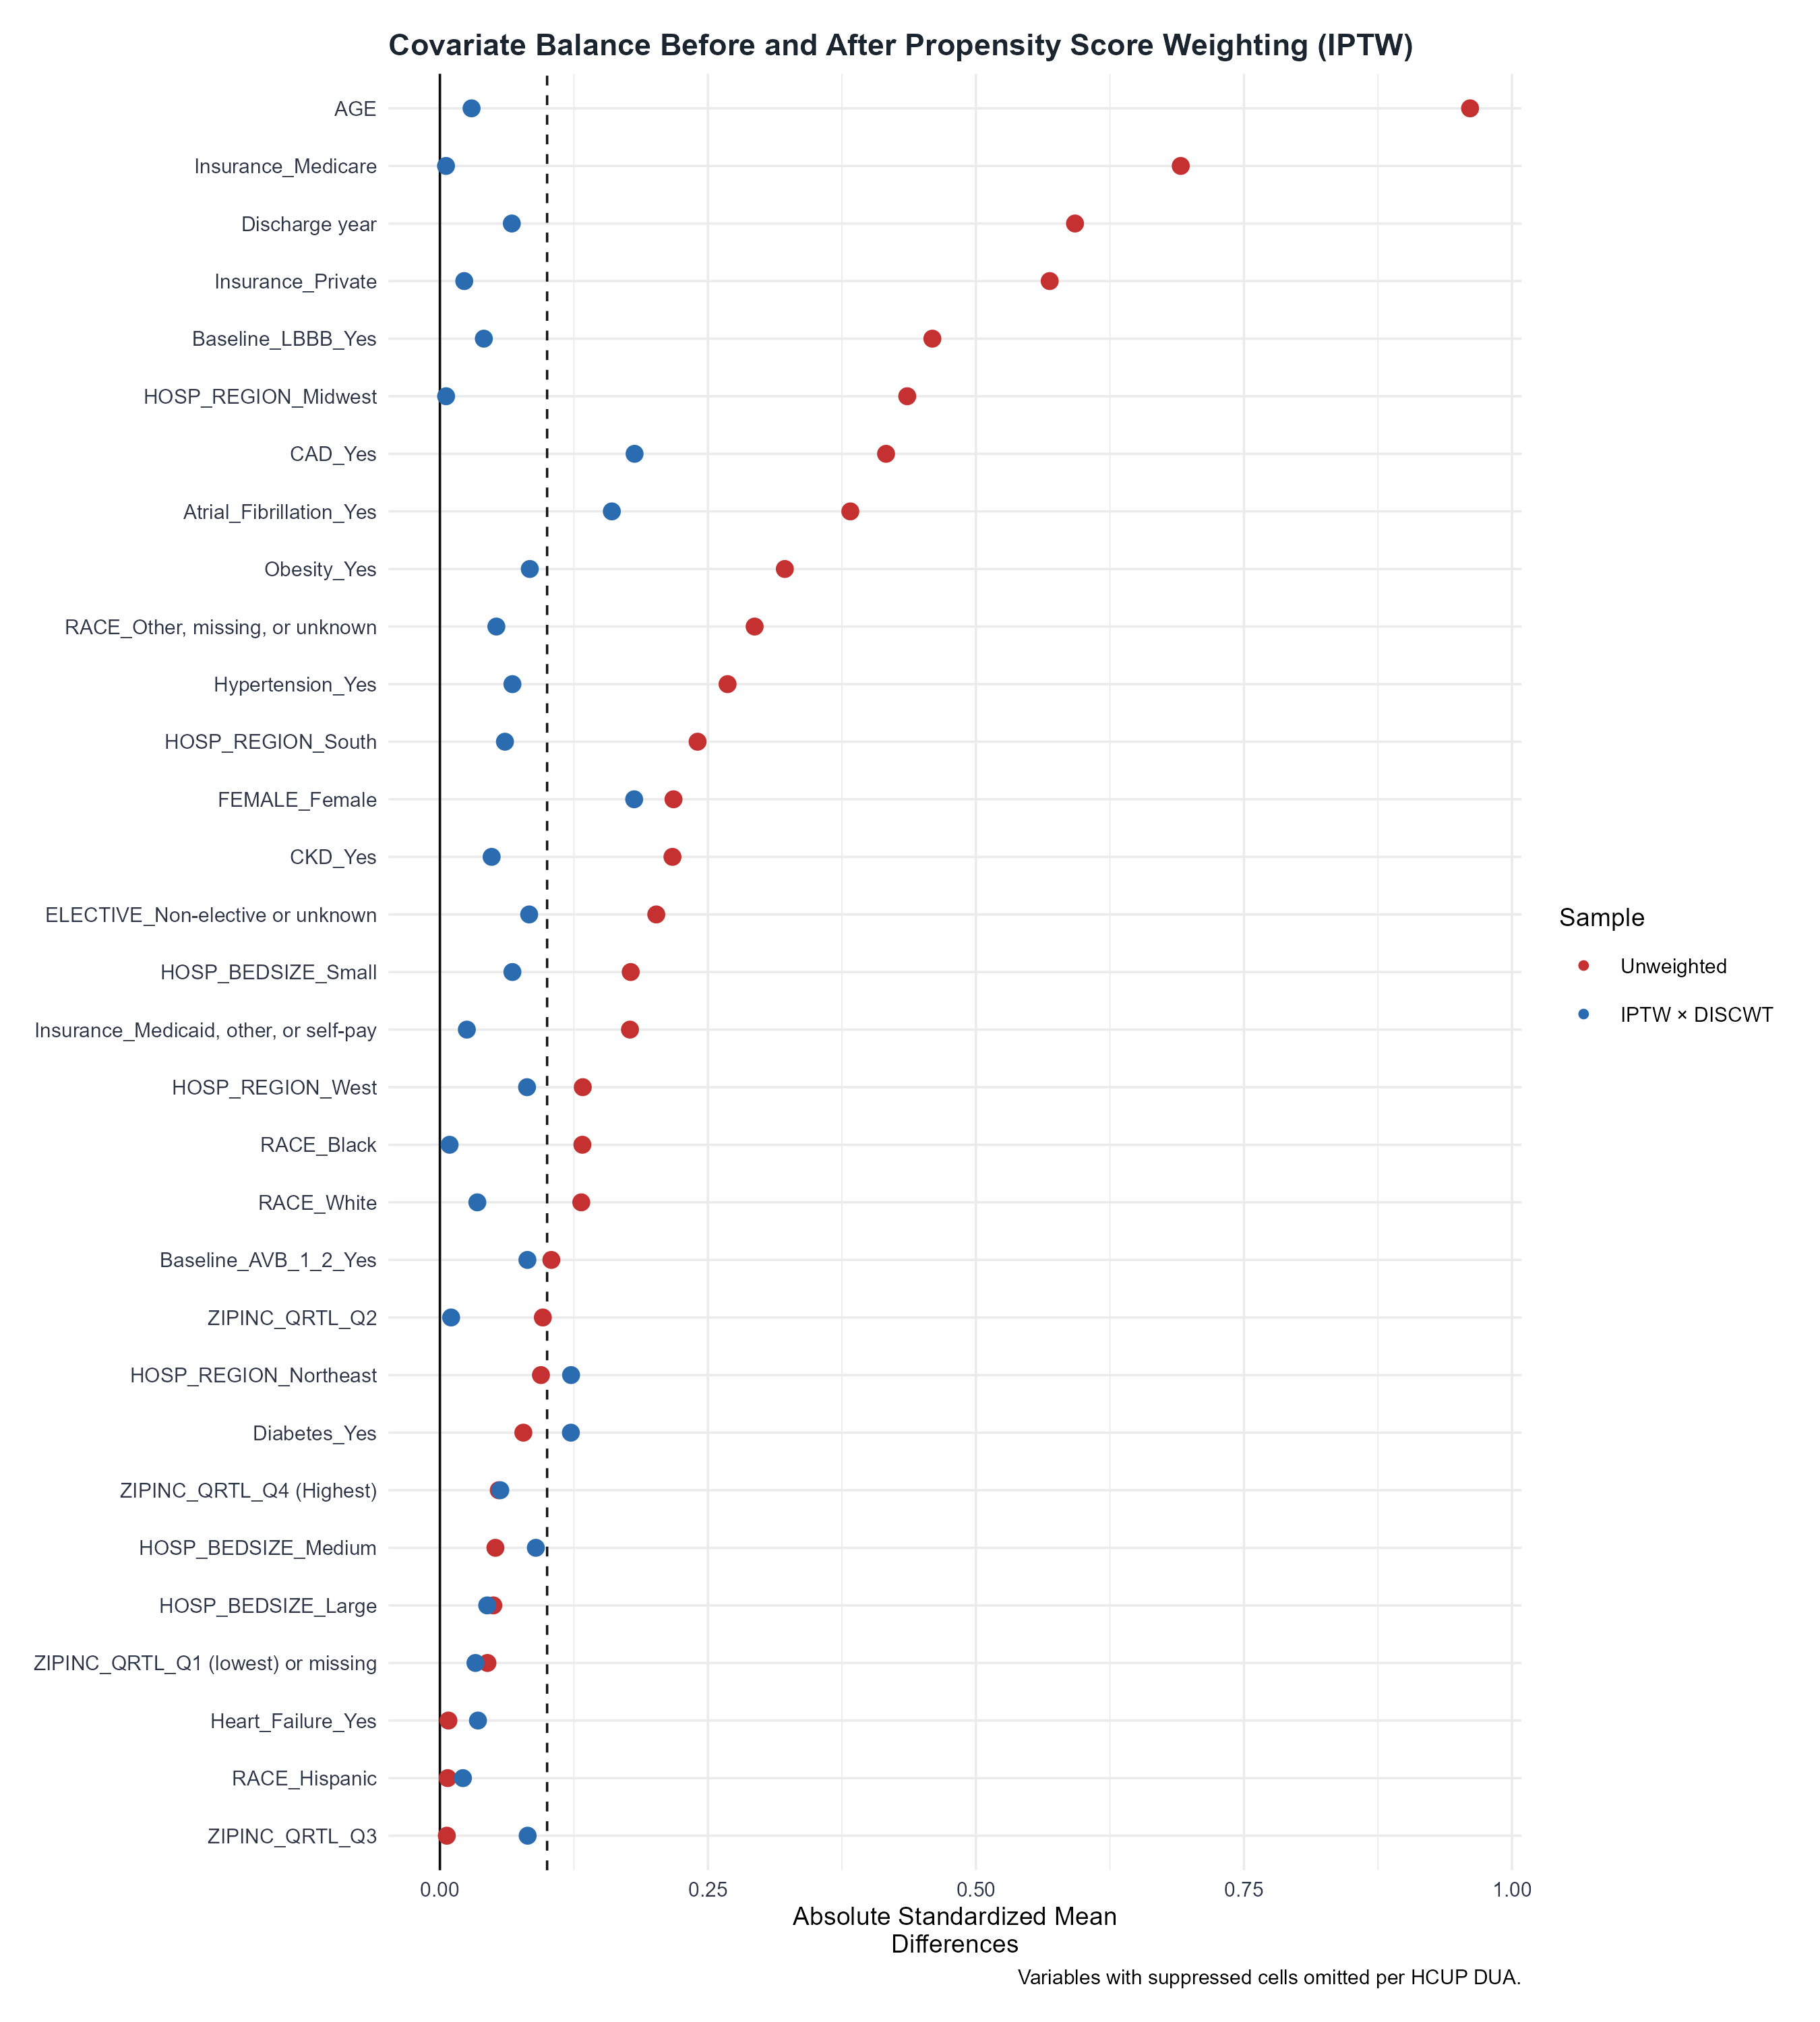 Covariate Balance Before and After Propensity Score Weighting (IPTW)
AGE
Insurance_Medicare
Discharge year
Insurance_Private
Baseline_LBBB_Yes
HOSP_REGION_Midwest
CAD_Yes
Atrial_Fibrillation_Yes
Obesity_Yes
RACE_Other, missing, or unknown
Hypertension_Yes
HOSP_REGION_South
FEMALE_Female
CKD_Yes
ELECTIVE_Non-elective or unknown
HOSP_BEDSIZE_Small
Insurance_Medicaid, other, or self-pay
HOSP_REGION_West
RACE_Black
RACE_White
Baseline_AVB_1_2_Yes
ZIPINC_QRTL_Q2
HOSP_REGION_Northeast
Diabetes_Yes
ZIPINC_QRTL_Q4 (Highest)
HOSP_BEDSIZE_Medium
HOSP_BEDSIZE_Large
ZIPINC_QRTL_Q1 (lowest) or missing
Heart_Failure_Yes
RACE_Hispanic
ZIPINC_QRTL_Q3
0.00 0.25 0.50 0.75 1.00
Absolute Standardized Mean
Differences
Variables with suppressed cells omitted per HCUP DUA.
Sample
Unweighted
IPTW × DISCWT